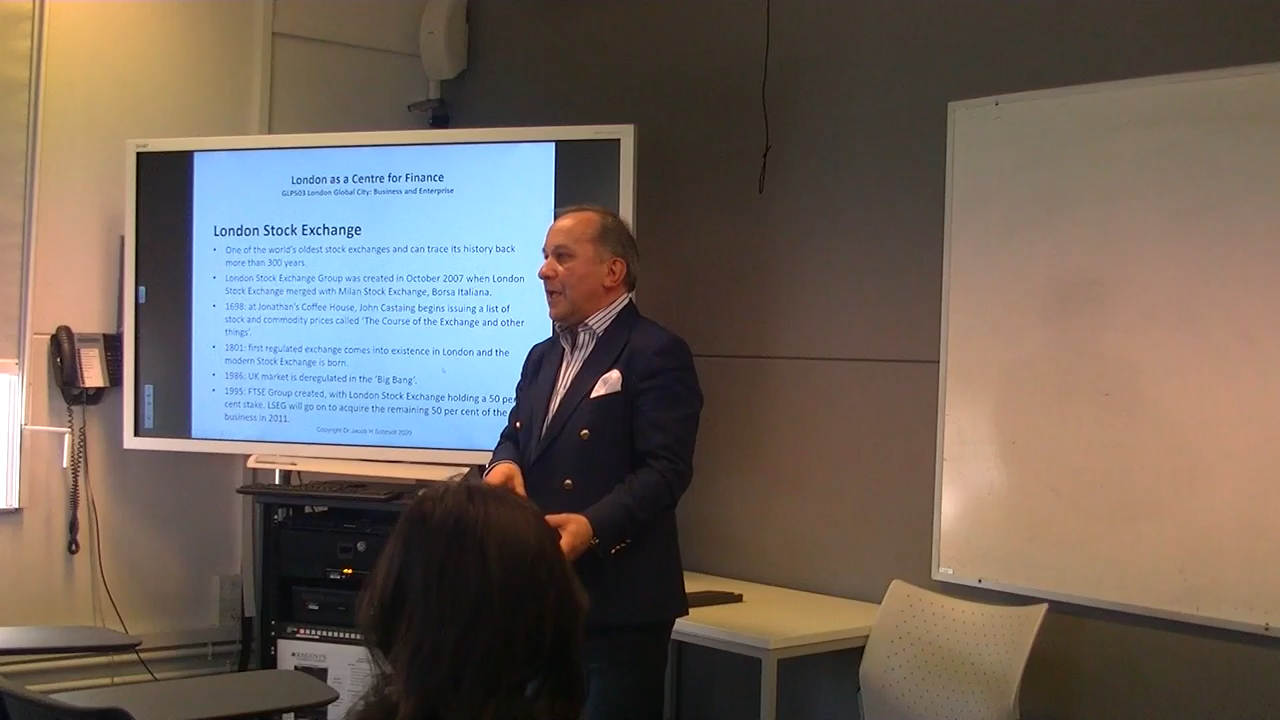 London as a Centre for Finance
GLP503 London Global City: Business and Enterprise
London Stock Exchange
• One of the world's oldest stock exchanges and can trace its history back
more than 300 years.
• London Stock Exchange Group was created in October 2007 when London
Stock Exchange merged with Milan Stock Exchange, Borsa Italiana.
• 1698: at Jonathan's Coffee House, John Castaing begins issuing a list of
stock and commodity prices called 'The Course of the Exchange and other
things'.
• 1801: first regulated exchange comes into existence in London and the
modern Stock Exchange is born.
• 1986: UK market is deregulated in the 'Big Bang'.
• 1995: FTSE Group created, with London Stock Exchange holding a 50 per
cent stake. LSEG will go on to acquire the remaining 50 per cent of the
business in 2011.
Copyright Dr Jacob H. 2020
REGENT'S